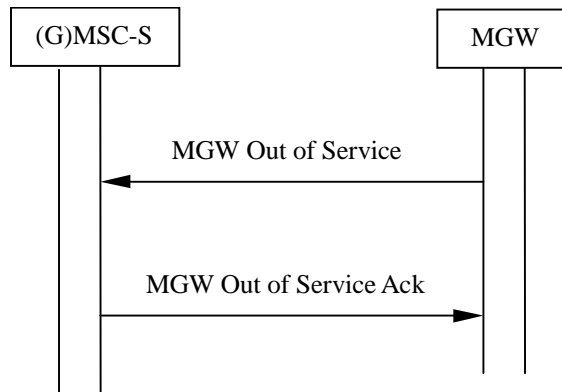 (G)MSC-S
MGW
MGW Out of Service
MGW Out of Service Ack